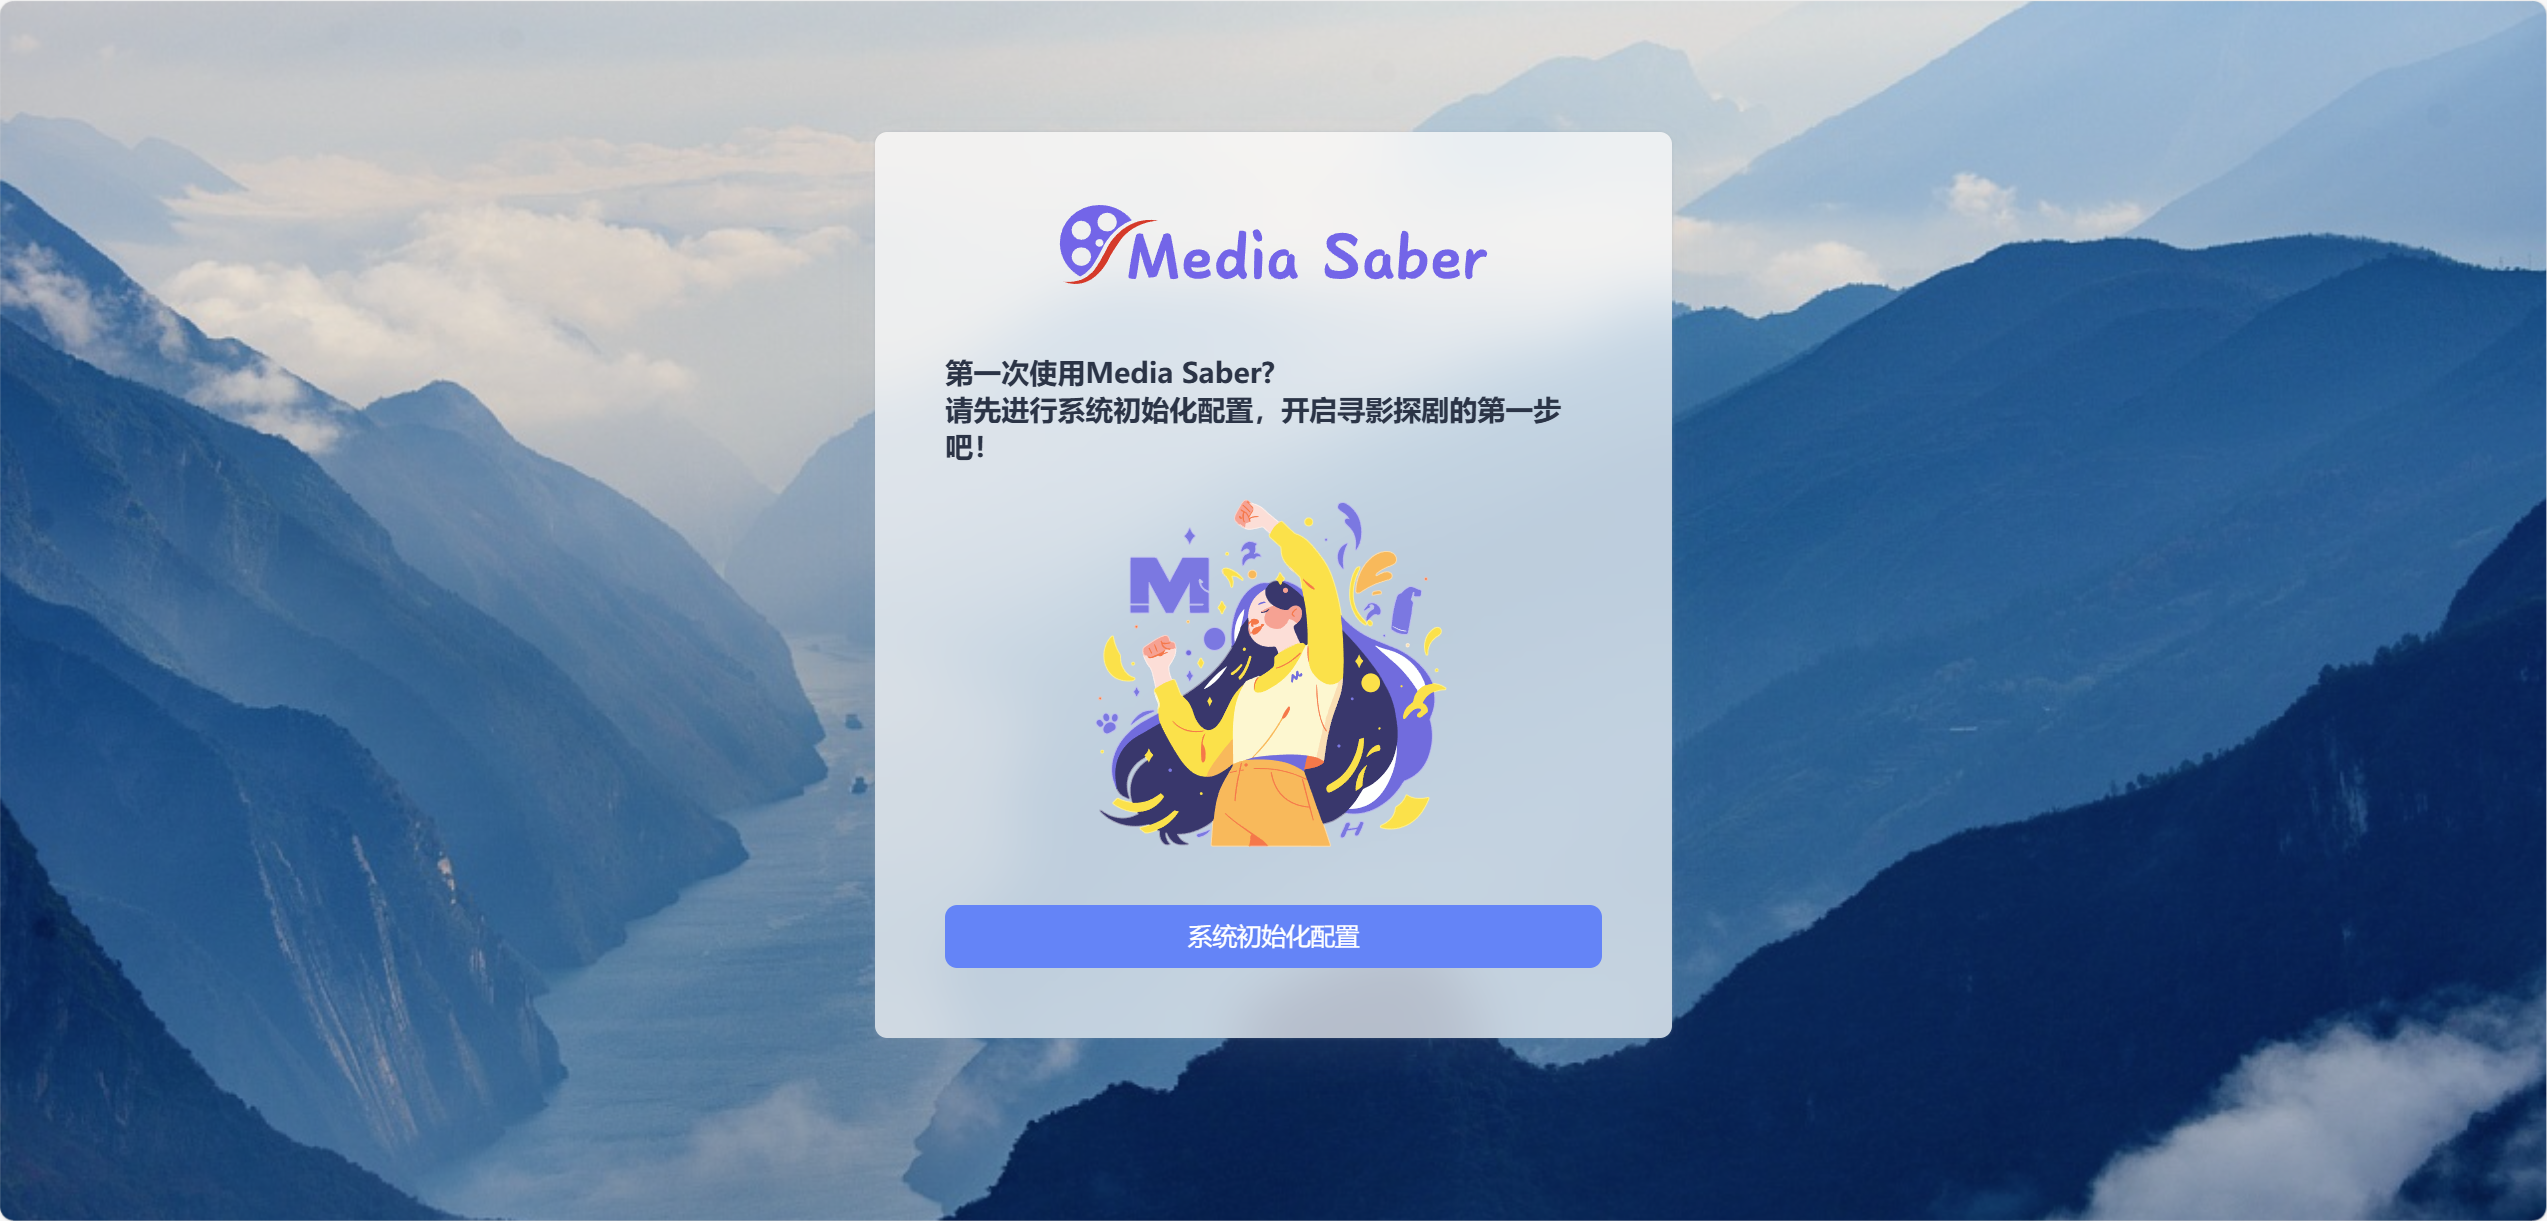 Media Saber
第一次使用Media Saber?
请先进行系统初始化配置，开启寻影探剧的第一步
吧！
M
H
系统初始化配置